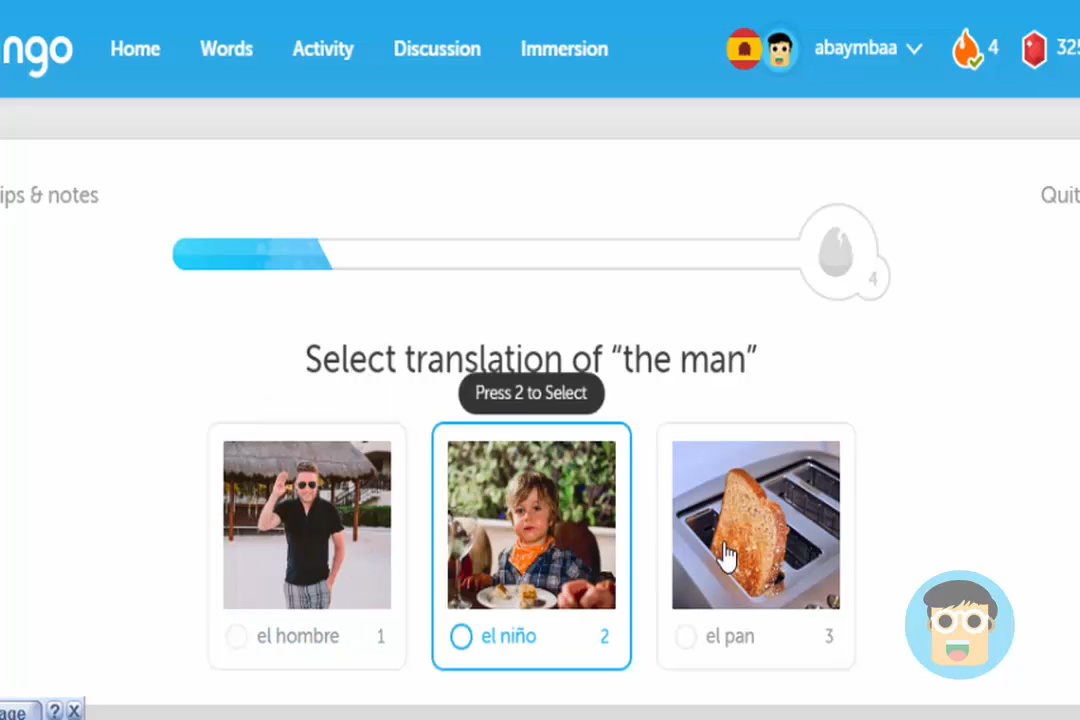 ngo Home Words Activity Discussion Immersion abaymbaa 4 325
ips & notes Quit
4
Select translation of “the man”
Press 2 to Select
el hombre 1 el niño 2 el pan 3
age ? X